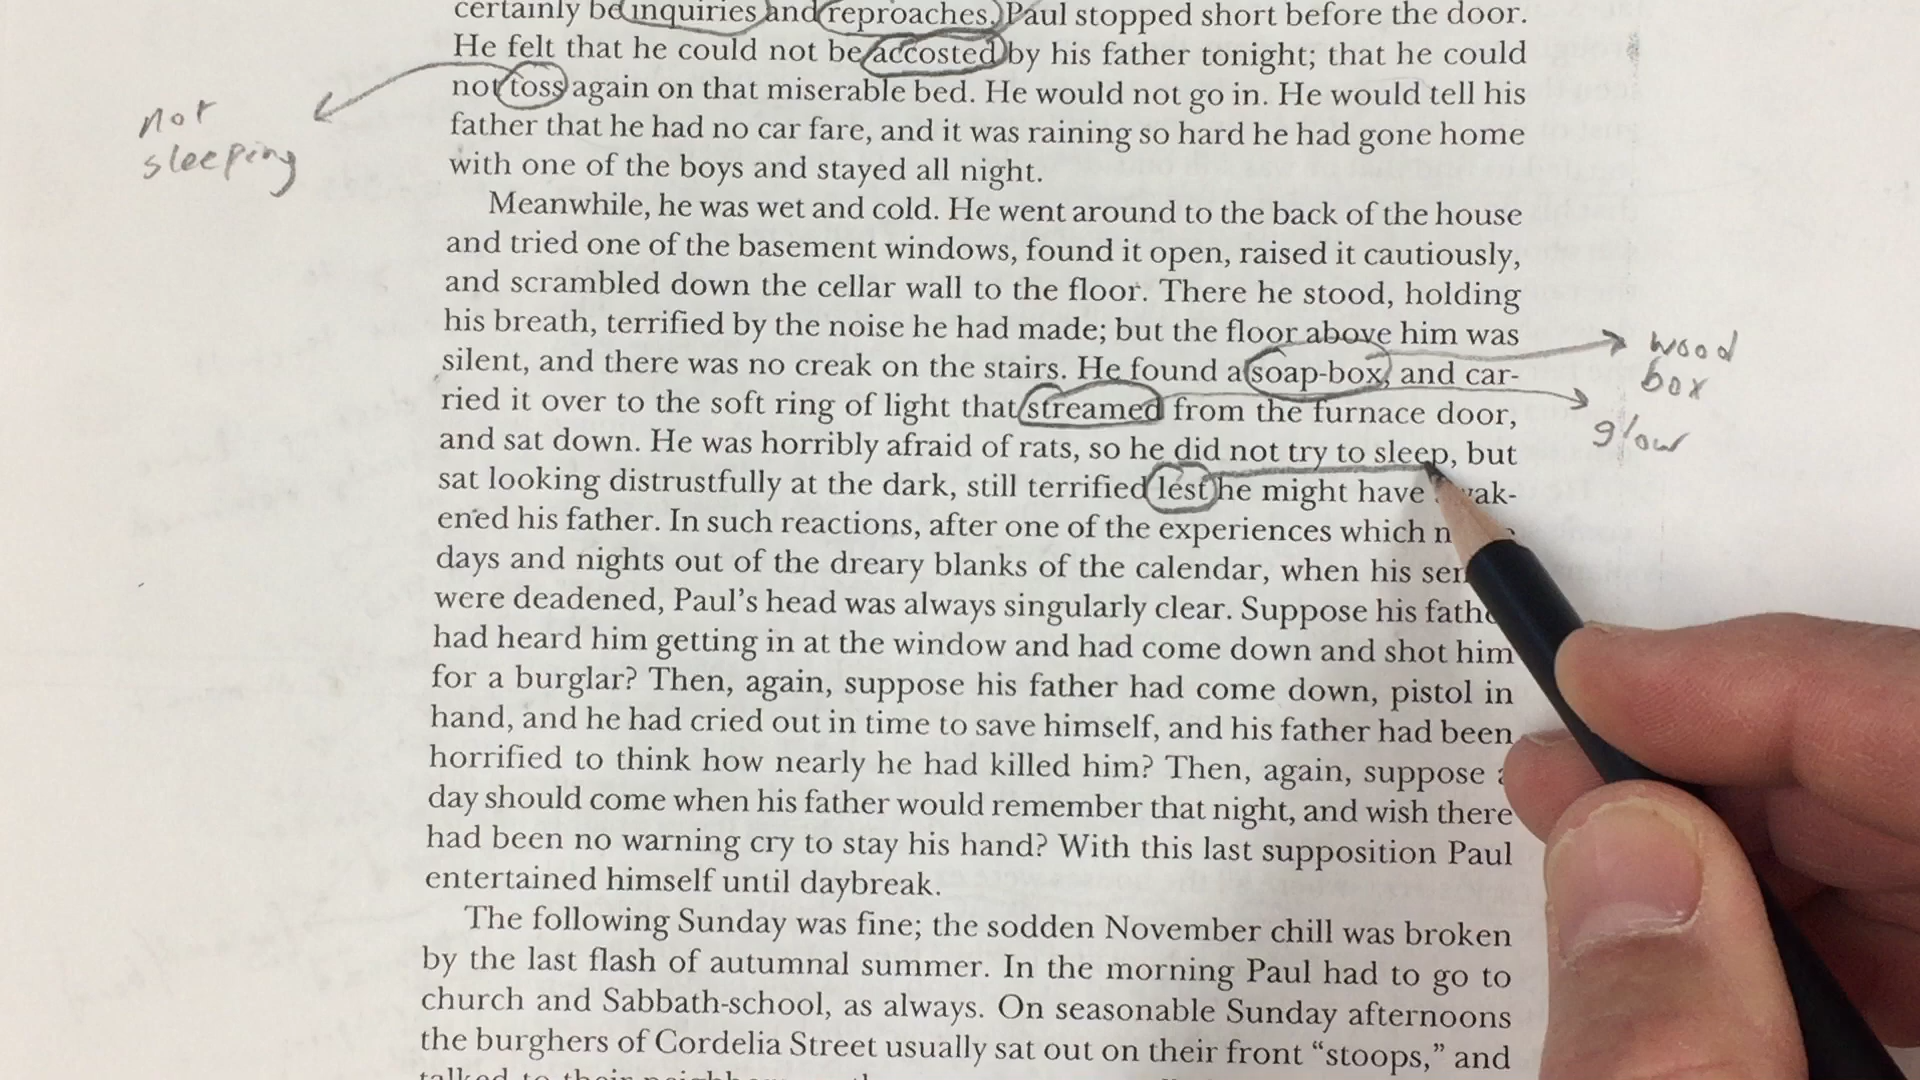 certainly be inquiries and reproaches. Paul stopped short before the door.
He felt that he could not be accosted by his father tonight; that he could
not toss again on that miserable bed. He would not go in. He would tell his
father that he had no car fare, and it was raining so hard he had gone home
with one of the boys and stayed all night.
not
sleeping
Meanwhile, he was wet and cold. He went around to the back of the house
and tried one of the basement windows, found it open, raised it cautiously,
and scrambled down the cellar wall to the floor. There he stood, holding
his breath, terrified by the noise he had made; but the floor above him was
silent, and there was no creak on the stairs. He found a soap-box, and car-
ried it over to the soft ring of light that streamed from the furnace door,
wood
box
glow
and sat down. He was horribly afraid of rats, so he did not try to sleep, but
sat looking distrustfully at the dark, still terrified lest he might have
ened his father. In such reactions, after one of the experiences which
days and nights out of the dreary blanks of the calendar, when his
were deadened, Paul's head was always singularly clear. Suppose his
had heard him getting in at the window and had come down and shot him
for a burglar? Then, again, suppose his father had come down, pistol in
hand, and he had cried out in time to save himself, and his father had been
horrified to think how nearly he had killed him? Then, again, suppose
day should come when his father would remember that night, and wish there
had been no warning cry to stay his hand? With this last supposition Paul
entertained himself until daybreak.
The following Sunday was fine; the sodden November chill was broken
by the last flash of autumnal summer. In the morning Paul had to go to
church and Sabbath-school, as always. On seasonable Sunday afternoons
the burghers of Cordelia Street usually sat out on their front “stoops,” and